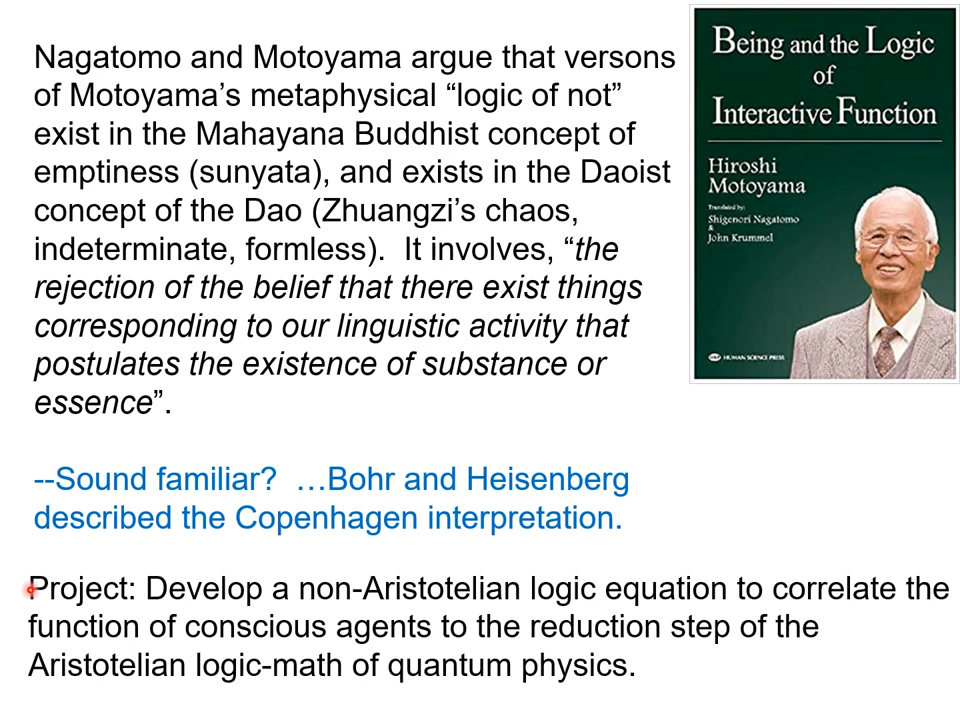 Nagatomo and Motoyama argue that versons
of Motoyama’s metaphysical “logic of not”
exist in the Mahayana Buddhist concept of
emptiness (sunyata), and exists in the Daoist
concept of the Dao (Zhuangzi’s chaos,
indeterminate, formless).  It involves, “the
rejection of the belief that there exist things
corresponding to our linguistic activity that
postulates the existence of substance or
essence”.
--Sound familiar?  …Bohr and Heisenberg
described the Copenhagen interpretation.
Project: Develop a non-Aristotelian logic equation to correlate the
function of conscious agents to the reduction step of the
Aristotelian logic-math of quantum physics.
Being and the Logic
of
Interactive Function
Hiroshi
Motoyama
Translated by:
Shigenori Nagatomo
&
John Krummel
HUMAN SCIENCE PRESS